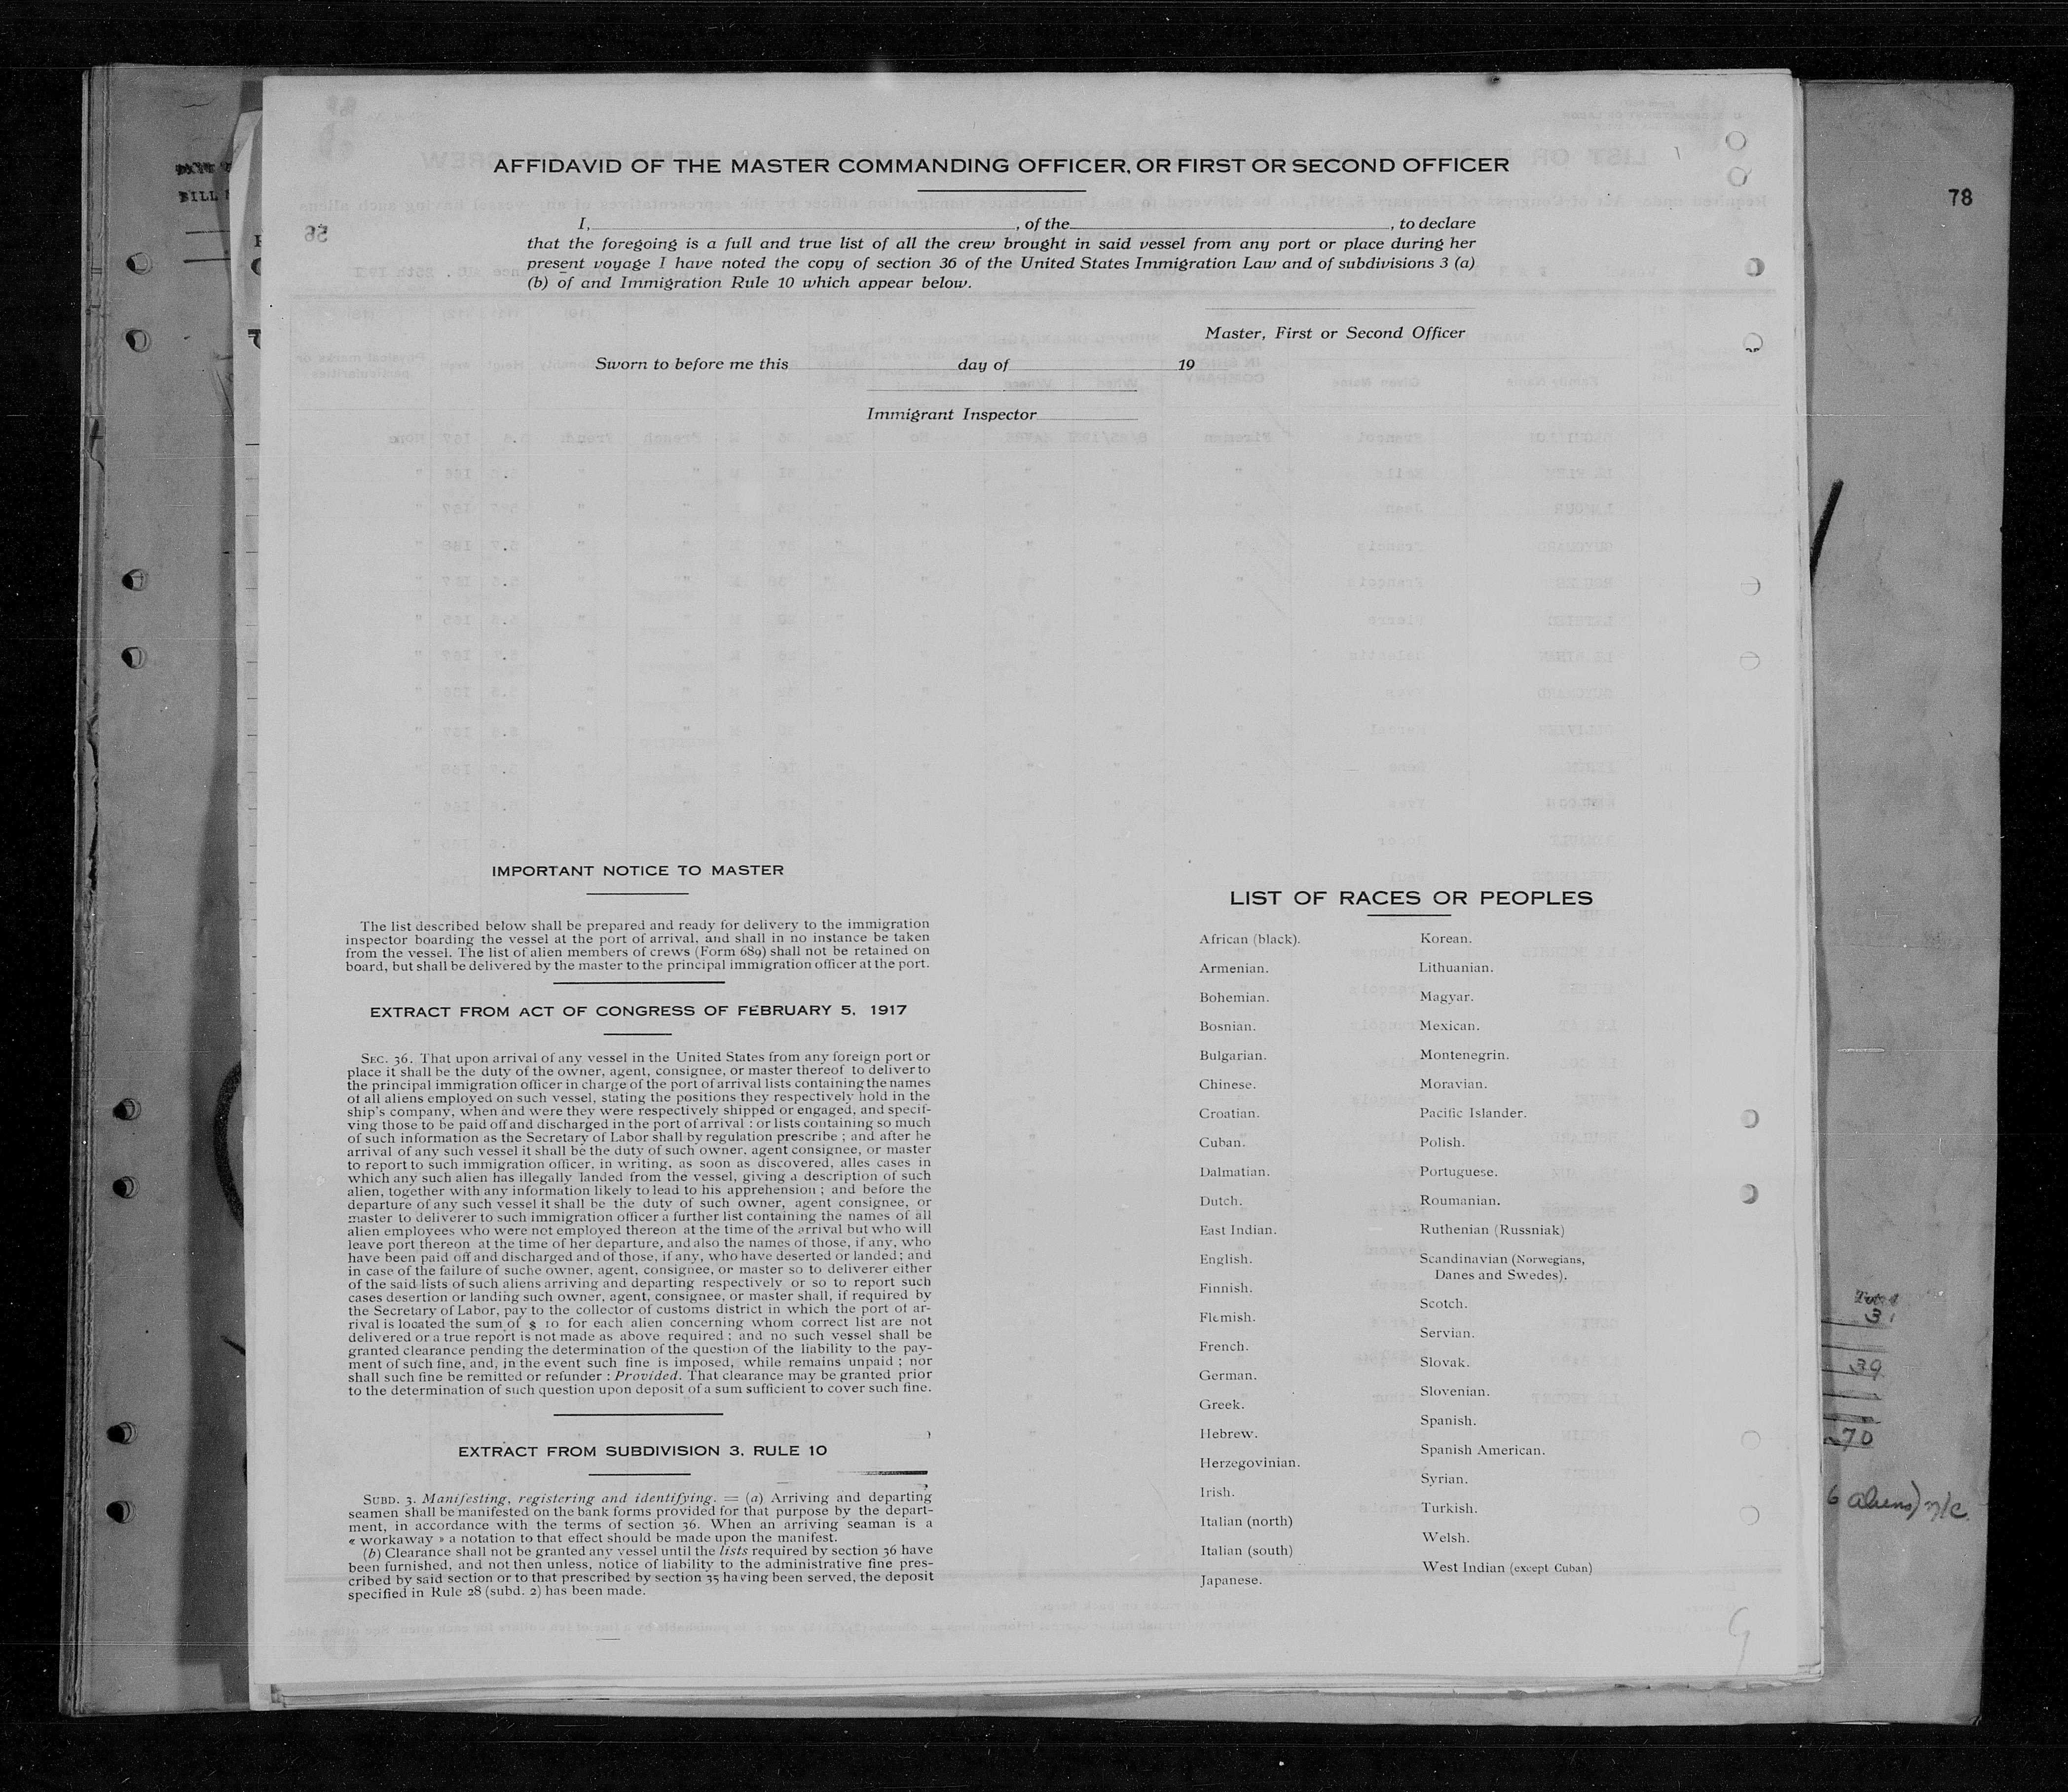 AFFIDAVID OF THE MASTER COMMANDING OFFICER, OR FIRST OR SECOND OFFICER
78
BILL
I, , of the , to declare
that the foregoing is a full and true list of all the crew brought in said vessel from any port or place during her
present voyage I have noted the copy of section 36 of the United States Immigration Law and of subdivisions 3 (a)
(b) of and Immigration Rule 10 which appear below.
Master, First or Second Officer
Sworn to before me this day of 19
Immigrant Inspector
IMPORTANT NOTICE TO MASTER
The list described below shall be prepared and ready for delivery to the immigration
inspector boarding the vessel at the port of arrival, and shall in no instance be taken
from the vessel. The list of alien members of crews (Form 689) shall not be retained on
board, but shall be delivered by the master to the principal immigration officer at the port.
EXTRACT FROM ACT OF CONGRESS OF FEBRUARY 5, 1917
SEC. 36. That upon arrival of any vessel in the United States from any foreign port or
place it shall be the duty of the owner, agent, consignee, or master thereof to deliver to
the principal immigration officer in charge of the port of arrival lists containing the names
of all aliens employed on such vessel, stating the positions they respectively hold in the
ship's company, when and were they were respectively shipped or engaged, and specif-
ving those to be paid off and discharged in the port of arrival : or lists containing so much
of such information as the Secretary of Labor shall by regulation prescribe ; and after he
arrival of any such vessel it shall be the duty of such owner, agent consignee, or master
to report to such immigration officer, in writing, as soon as discovered, alles cases in
which any such alien has illegally landed from the vessel, giving a description of such
alien, together with any information likely to lead to his apprehension ; and before the
departure of any such vessel it shall be the duty of such owner, agent consignee, or
master to deliverer to such immigration officer a further list containing the names of all
alien employees who were not employed thereon at the time of the arrival but who will
leave port thereon at the time of her departure, and also the names of those, if any, who
have been paid off and discharged and of those, if any, who have deserted or landed ; and
in case of the failure of suche owner, agent, consignee, or master so to deliverer either
of the said lists of such aliens arriving and departing respectively or so to report such
cases desertion or landing such owner, agent, consignee, or master shall, if required by
the Secretary of Labor, pay to the collector of customs district in which the port of ar-
rival is located the sum of $ 10 for each alien concerning whom correct list are not
delivered or a true report is not made as above required ; and no such vessel shall be
granted clearance pending the determination of the question of the liability to the pay-
ment of such fine, and, in the event such fine is imposed, while remains unpaid ; nor
shall such fine be remitted or refunder : Provided. That clearance may be granted prior
to the determination of such question upon deposit of a sum sufficient to cover such fine.
EXTRACT FROM SUBDIVISION 3, RULE 10
SUBD. 3. Manifesting, registering and identifying. = (a) Arriving and departing
seamen shall be manifested on the bank forms provided for that purpose by the depart-
ment, in accordance with the terms of section 36. When an arriving seaman is a
« workaway » a notation to that effect should be made upon the manifest.
(b) Clearance shall not be granted any vessel until the lists required by section 36 have
been furnished, and not then unless, notice of liability to the administrative fine pres-
cribed by said section or to that prescribed by section 35 having been served, the deposit
specified in Rule 28 (subd. 2) has been made.
LIST OF RACES OR PEOPLES
African (black).
Armenian.
Bohemian.
Bosnian.
Bulgarian.
Chinese.
Croatian.
Cuban.
Dalmatian.
Dutch.
East Indian.
English.
Finnish.
Flemish.
French.
German.
Greek.
Hebrew.
Herzegovinian.
Irish.
Italian (north)
Italian (south)
Japanese.
Korean.
Lithuanian.
Magyar.
Mexican.
Montenegrin.
Moravian.
Pacific Islander.
Polish.
Portuguese.
Roumanian.
Ruthenian (Russniak)
Scandinavian (Norwegians,
Danes and Swedes).
Scotch.
Servian.
Slovak.
Slovenian.
Spanish.
Spanish American.
Syrian.
Turkish.
Welsh.
West Indian (except Cuban)
Total
3
39
70
6 aliens) n/c